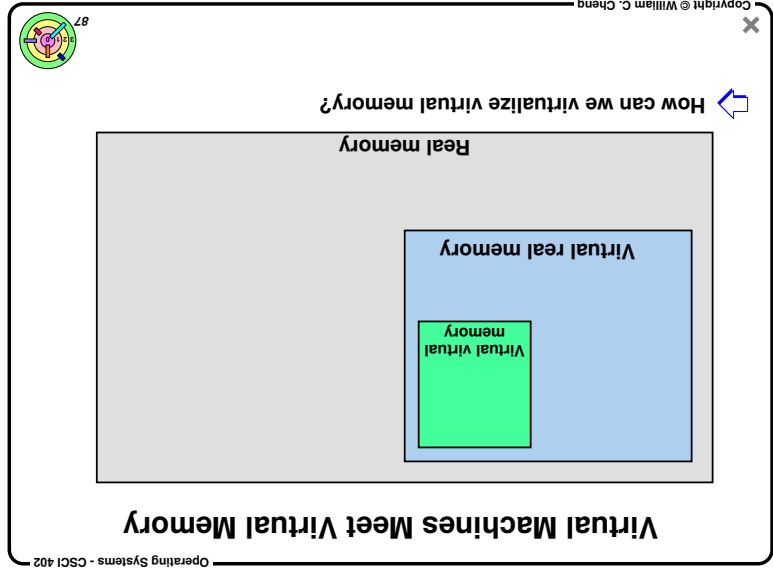 Operating Systems - CSCI 402
Virtual Machines Meet Virtual Memory
Virtual virtual
memory
Virtual real memory
Real memory
How can we virtualize virtual memory?
87
Copyright © William C. Cheng